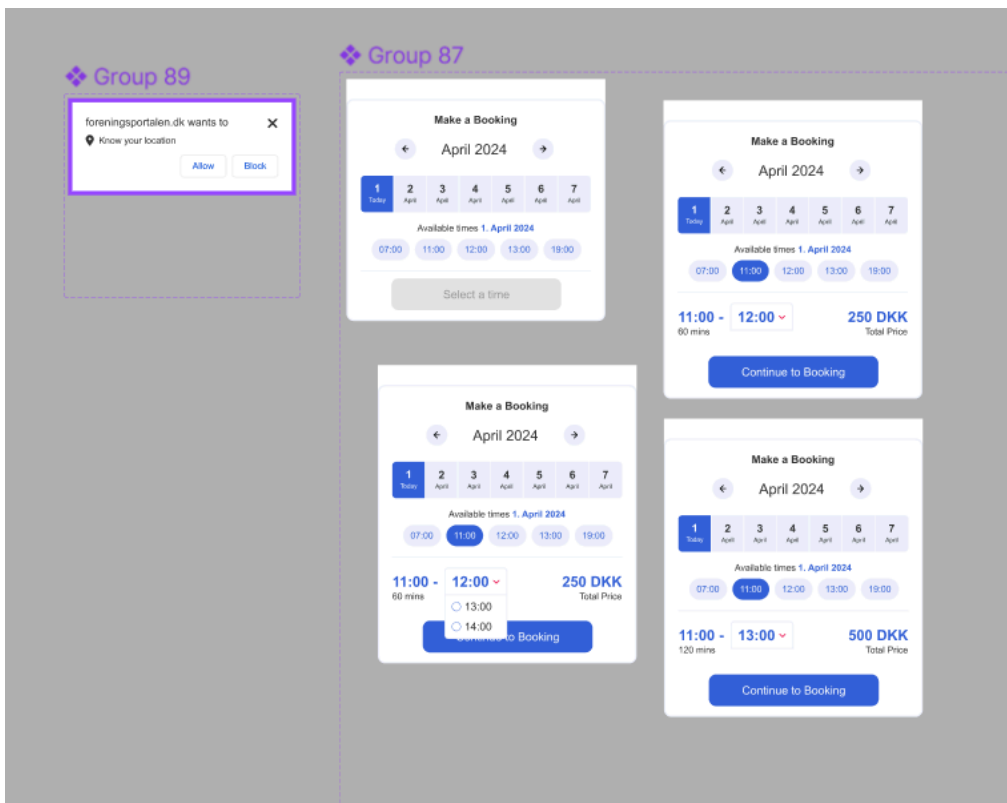 Group 89
foreningsportalen.dk wants to
Know your location
Allow Block
Group 87
Make a Booking
April 2024
1 2 3 4 5 6 7
Today April April April April April April
Available times 1. April 2024
07:00 11:00 12:00 13:00 19:00
Select a time
Make a Booking
April 2024
1 2 3 4 5 6 7
Today April April April April April April
Available times 1. April 2024
07:00 11:00 12:00 13:00 19:00
11:00 - 12:00 250 DKK
60 mins Total Price
Continue to Booking
Make a Booking
April 2024
1 2 3 4 5 6 7
Today April April April April April April
Available times 1. April 2024
07:00 11:00 12:00 13:00 19:00
11:00 - 12:00 250 DKK
60 mins Total Price
13:00
14:00
Continue to Booking
Make a Booking
April 2024
1 2 3 4 5 6 7
Today April April April April April April
Available times 1. April 2024
07:00 11:00 12:00 13:00 19:00
11:00 - 13:00 500 DKK
120 mins Total Price
Continue to Booking